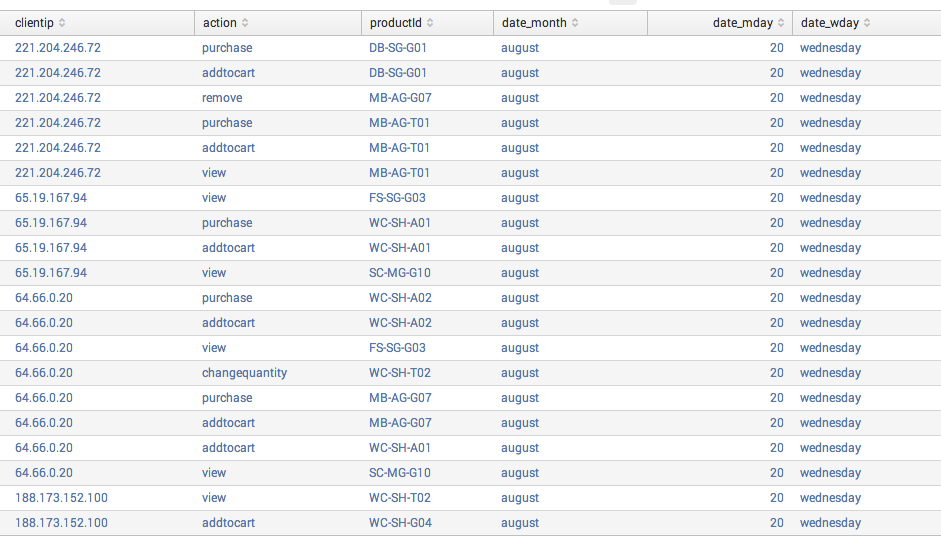 clientip action productId date_month date_mday date_wday
221.204.246.72 purchase DB-SG-G01 august 20 wednesday
221.204.246.72 addtocart DB-SG-G01 august 20 wednesday
221.204.246.72 remove MB-AG-G07 august 20 wednesday
221.204.246.72 purchase MB-AG-T01 august 20 wednesday
221.204.246.72 addtocart MB-AG-T01 august 20 wednesday
221.204.246.72 view MB-AG-T01 august 20 wednesday
65.19.167.94 view FS-SG-G03 august 20 wednesday
65.19.167.94 purchase WC-SH-A01 august 20 wednesday
65.19.167.94 addtocart WC-SH-A01 august 20 wednesday
65.19.167.94 view SC-MG-G10 august 20 wednesday
64.66.0.20 purchase WC-SH-A02 august 20 wednesday
64.66.0.20 addtocart WC-SH-A02 august 20 wednesday
64.66.0.20 view FS-SG-G03 august 20 wednesday
64.66.0.20 changequantity WC-SH-T02 august 20 wednesday
64.66.0.20 purchase MB-AG-G07 august 20 wednesday
64.66.0.20 addtocart MB-AG-G07 august 20 wednesday
64.66.0.20 addtocart WC-SH-A01 august 20 wednesday
64.66.0.20 view SC-MG-G10 august 20 wednesday
188.173.152.100 view WC-SH-T02 august 20 wednesday
188.173.152.100 addtocart WC-SH-G04 august 20 wednesday